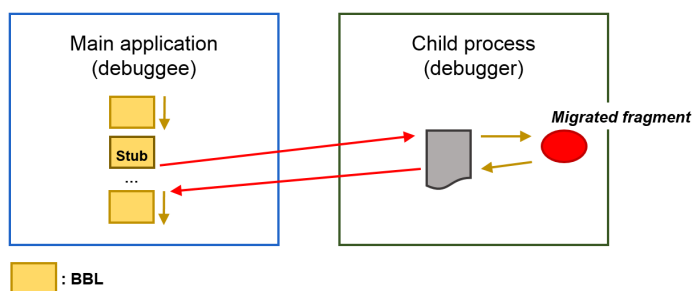 Main application
(debuggee)
Child process
(debugger)
Migrated fragment
Stub
...
: BBL